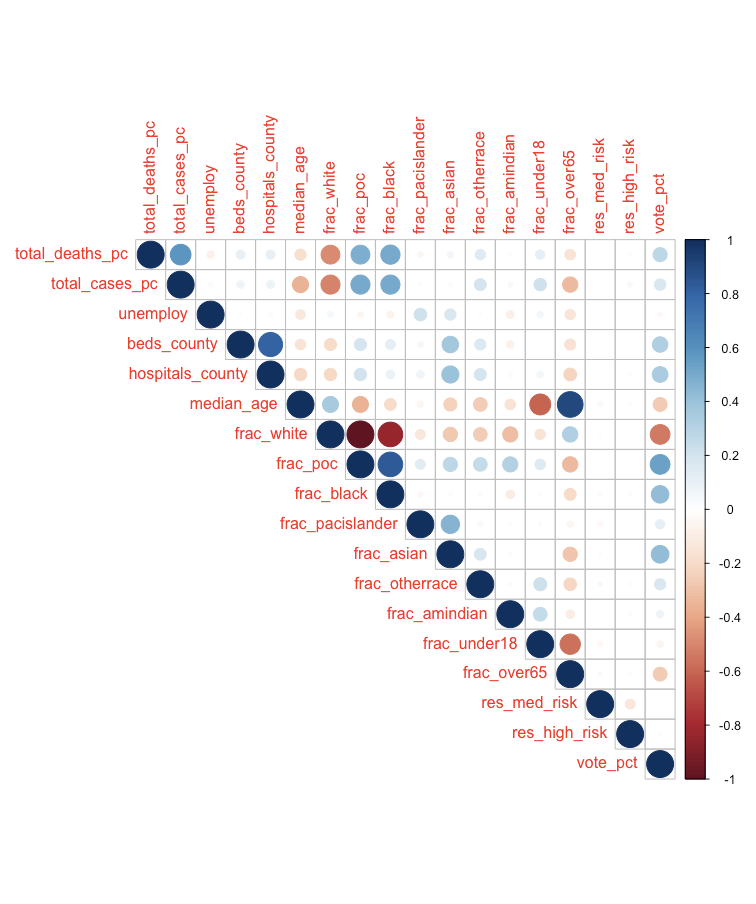 total_deaths_pc
total_cases_pc
unemploy
beds_county
hospitals_county
median_age
frac_white
frac_poc
frac_black
frac_pacislander
frac_asian
frac_otherrace
frac_amindian
frac_under18
frac_over65
res_med_risk
res_high_risk
vote_pct
total_deaths_pc
total_cases_pc
unemploy
beds_county
hospitals_county
median_age
frac_white
frac_poc
frac_black
frac_pacislander
frac_asian
frac_otherrace
frac_amindian
frac_under18
frac_over65
res_med_risk
res_high_risk
vote_pct
1
0.8
0.6
0.4
0.2
0
-0.2
-0.4
-0.6
-0.8
-1